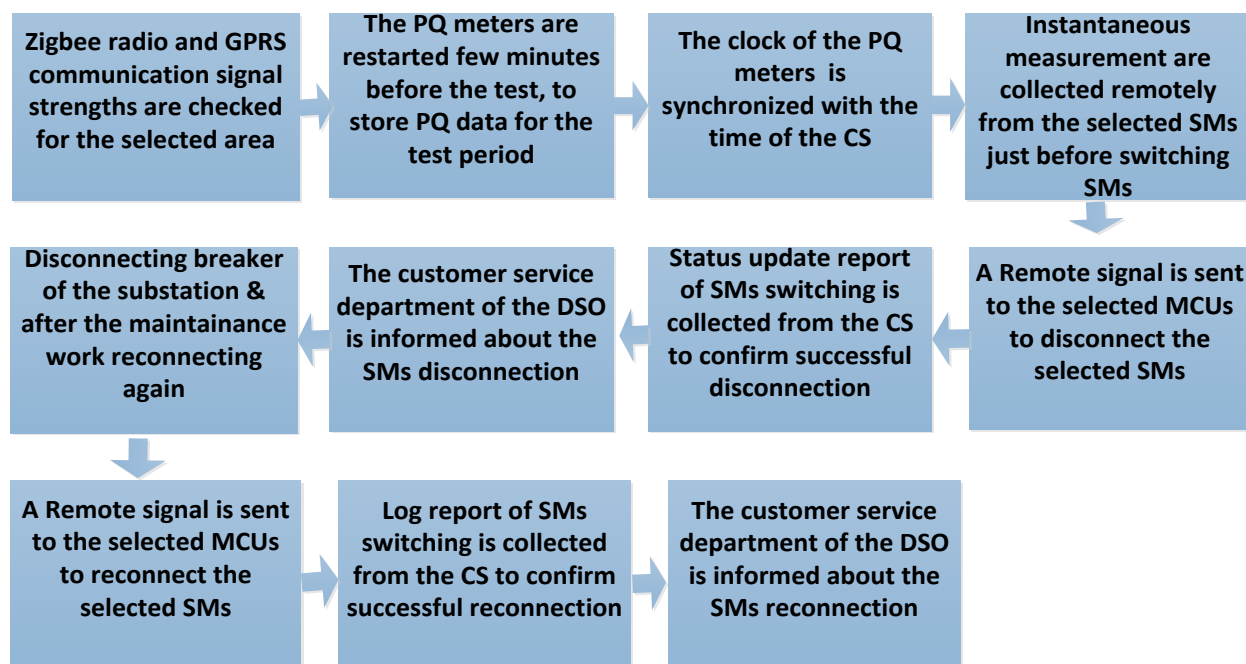 Zigbee radio and GPRS
communication signal
strengths are checked
for the selected area
The PQ meters are
restarted few minutes
before the test, to
store PQ data for the
test period
The clock of the PQ
meters is
synchronized with the
time of the CS
Instantaneous
measurement are
collected remotely
from the selected SMs
just before switching
SMs
A Remote signal is sent
to the selected MCUs
to disconnect the
selected SMs
Status update report
of SMs switching is
collected from the CS
to confirm successful
disconnection
The customer service
department of the DSO
is informed about the
SMs disconnection
Disconnecting breaker
of the substation &
after the maintainance
work reconnecting
again
A Remote signal is sent
to the selected MCUs
to reconnect the
selected SMs
Log report of SMs
switching is collected
from the CS to confirm
successful reconnection
The customer service
department of the DSO
is informed about the
SMs reconnection